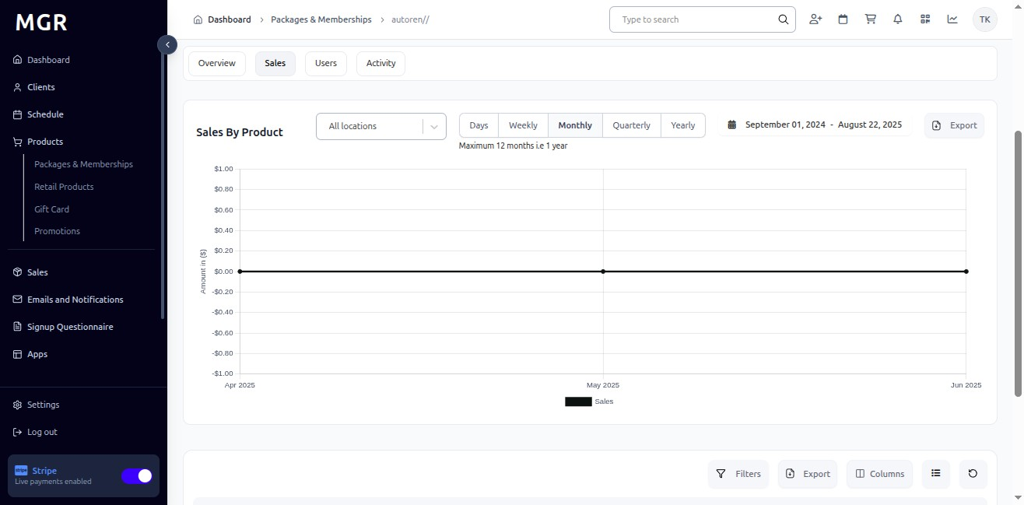 MGR
Dashboard
Clients
Schedule
Products
Packages & Memberships
Retail Products
Gift Card
Promotions
Sales
Emails and Notifications
Signup Questionnaire
Apps
Settings
Log out
Stripe
Live payments enabled
Dashboard > Packages & Memberships > autoren//
Type to search
TK
Overview Sales Users Activity
Sales By Product
All locations
Days Weekly Monthly Quarterly Yearly
September 01, 2024 - August 22, 2025
Export
Maximum 12 months i.e 1 year
Amount in ($)
$1.00
$0.80
$0.60
$0.40
$0.20
$0.00
-$0.20
-$0.40
-$0.60
-$0.80
-$1.00
Apr 2025 May 2025 Jun 2025
Sales
Filters Export Columns